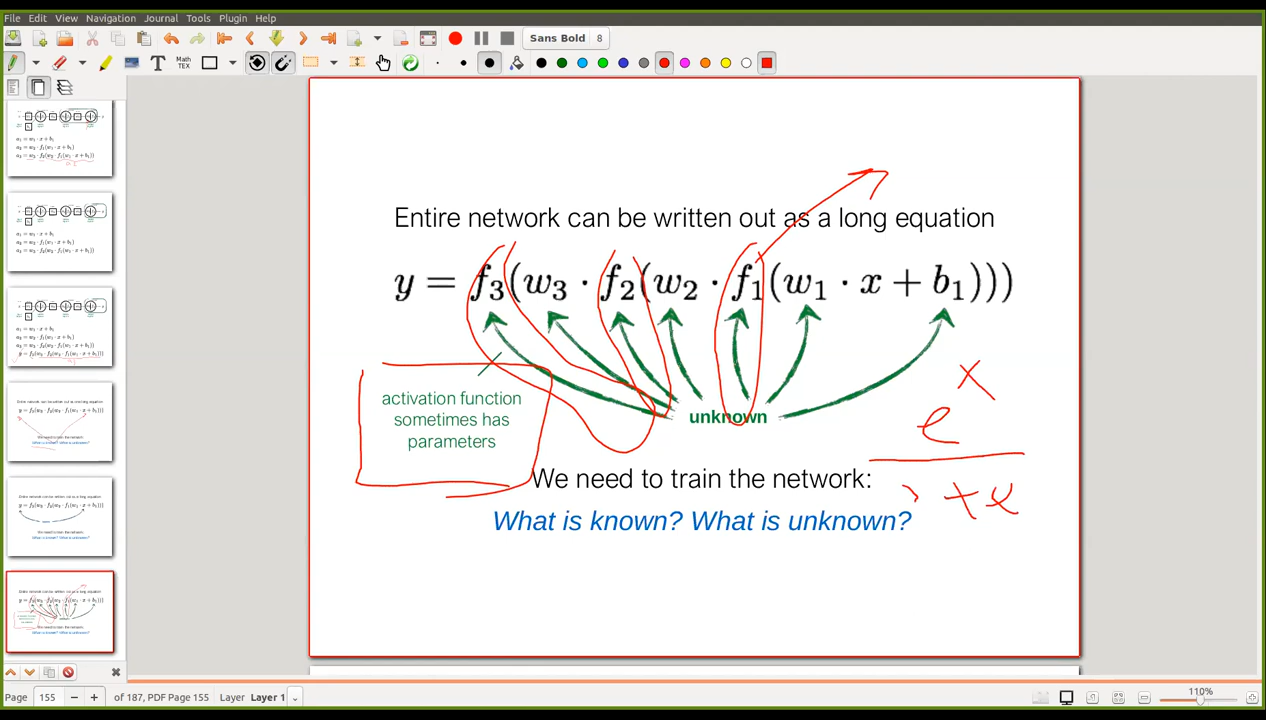 File Edit View Navigation Journal Tools Plugin Help
Sans Bold 8
Math TEX
Entire network can be written out as a long equation
y = f₃(w₃ · f₂(w₂ · f₁(w₁ · x + b₁)))
activation function
sometimes has
parameters
unknown
We need to train the network:
What is known? What is unknown?
e^x
+ e
Page 155 of 187, PDF Page 155 Layer Layer 1 110%